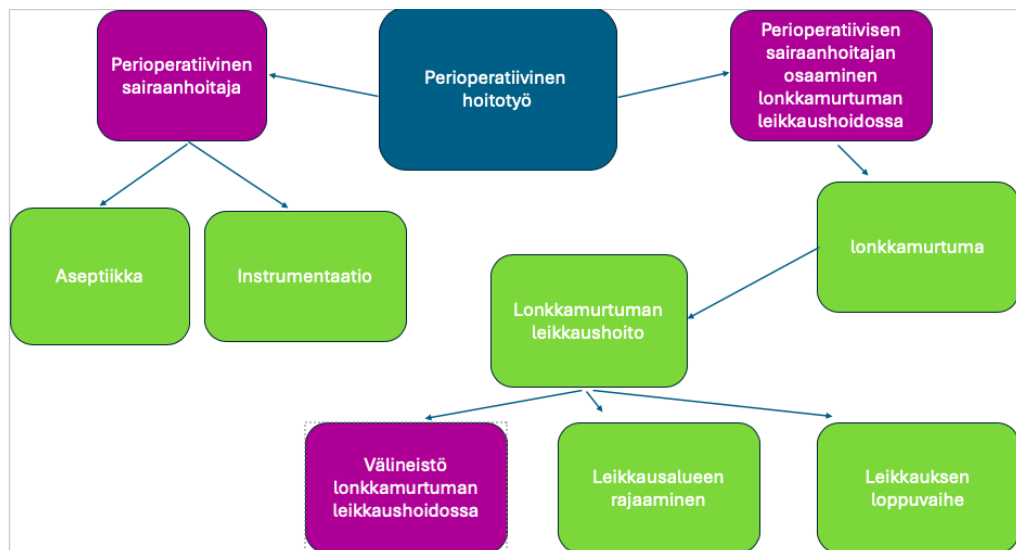 Perioperatiivinen
sairaanhoitaja
Perioperatiivinen
hoitotyö
Perioperatiivisen
sairaanhoitajan
osaaminen
lonkkamurtuman
leikkaushoidossa
Aseptiikka
Instrumentaatio
lonkkamurtuma
Lonkkamurtuman
leikkaushoito
Välineistö
lonkkamurtuman
leikkaushoidossa
Leikkausalueen
rajaaminen
Leikkauksen
loppuvaihe